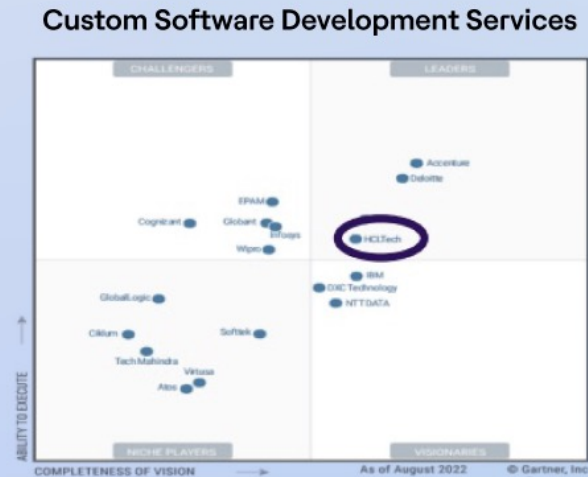 Custom Software Development Services
CHALLENGERS
LEADERS
Accenture
Deloitte
EPAM
Cognizant
Globant
Infosys
HCLTech
Wipro
IBM
DXC Technology
NTT DATA
GlobalLogic
Ciklum
Softtek
Tech Mahindra
Virtusa
Atos
ABILITY TO EXECUTE
NICHE PLAYERS
VISIONARIES
COMPLETENESS OF VISION
As of August 2022
© Gartner, Inc